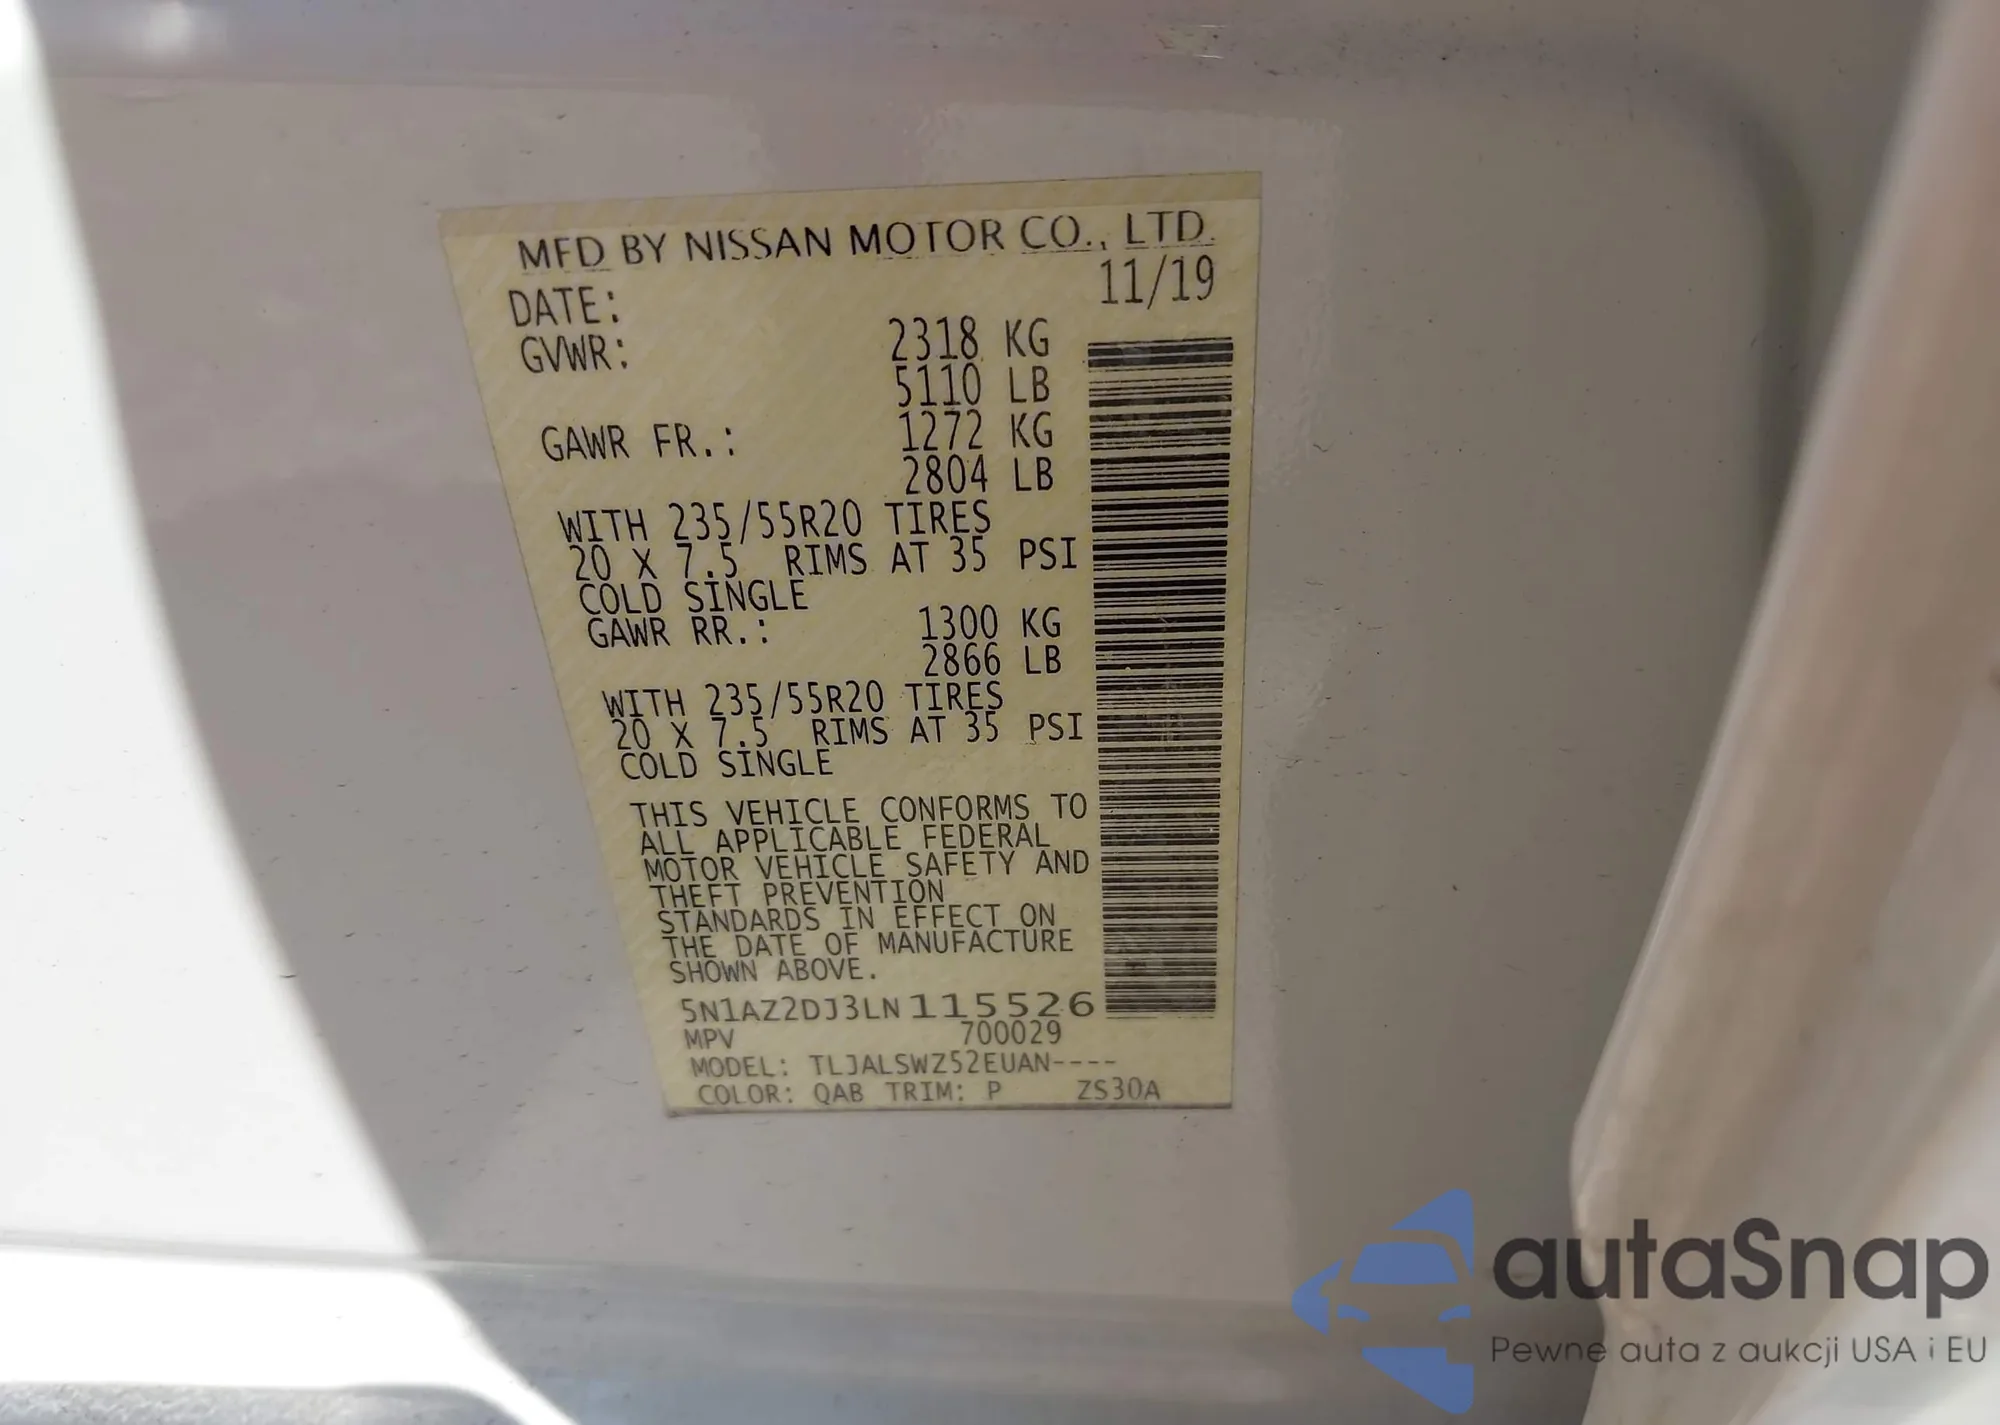 MFD BY NISSAN MOTOR CO., LTD.
DATE: 11/19
GVWR: 2318 KG
5110 LB
GAWR FR.: 1272 KG
2804 LB
WITH 235/55R20 TIRES
20 X 7.5 RIMS AT 35 PSI
COLD SINGLE
GAWR RR.: 1300 KG
2866 LB
WITH 235/55R20 TIRES
20 X 7.5 RIMS AT 35 PSI
COLD SINGLE
THIS VEHICLE CONFORMS TO
ALL APPLICABLE FEDERAL
MOTOR VEHICLE SAFETY AND
THEFT PREVENTION
STANDARDS IN EFFECT ON
THE DATE OF MANUFACTURE
SHOWN ABOVE.
5N1AZ2DJ3LN115526
MPV 700029
MODEL: TLJALSWZ52EUAN----
COLOR: QAB TRIM: P ZS30A
autaSnap
Pewne auta z aukcji USA i EU